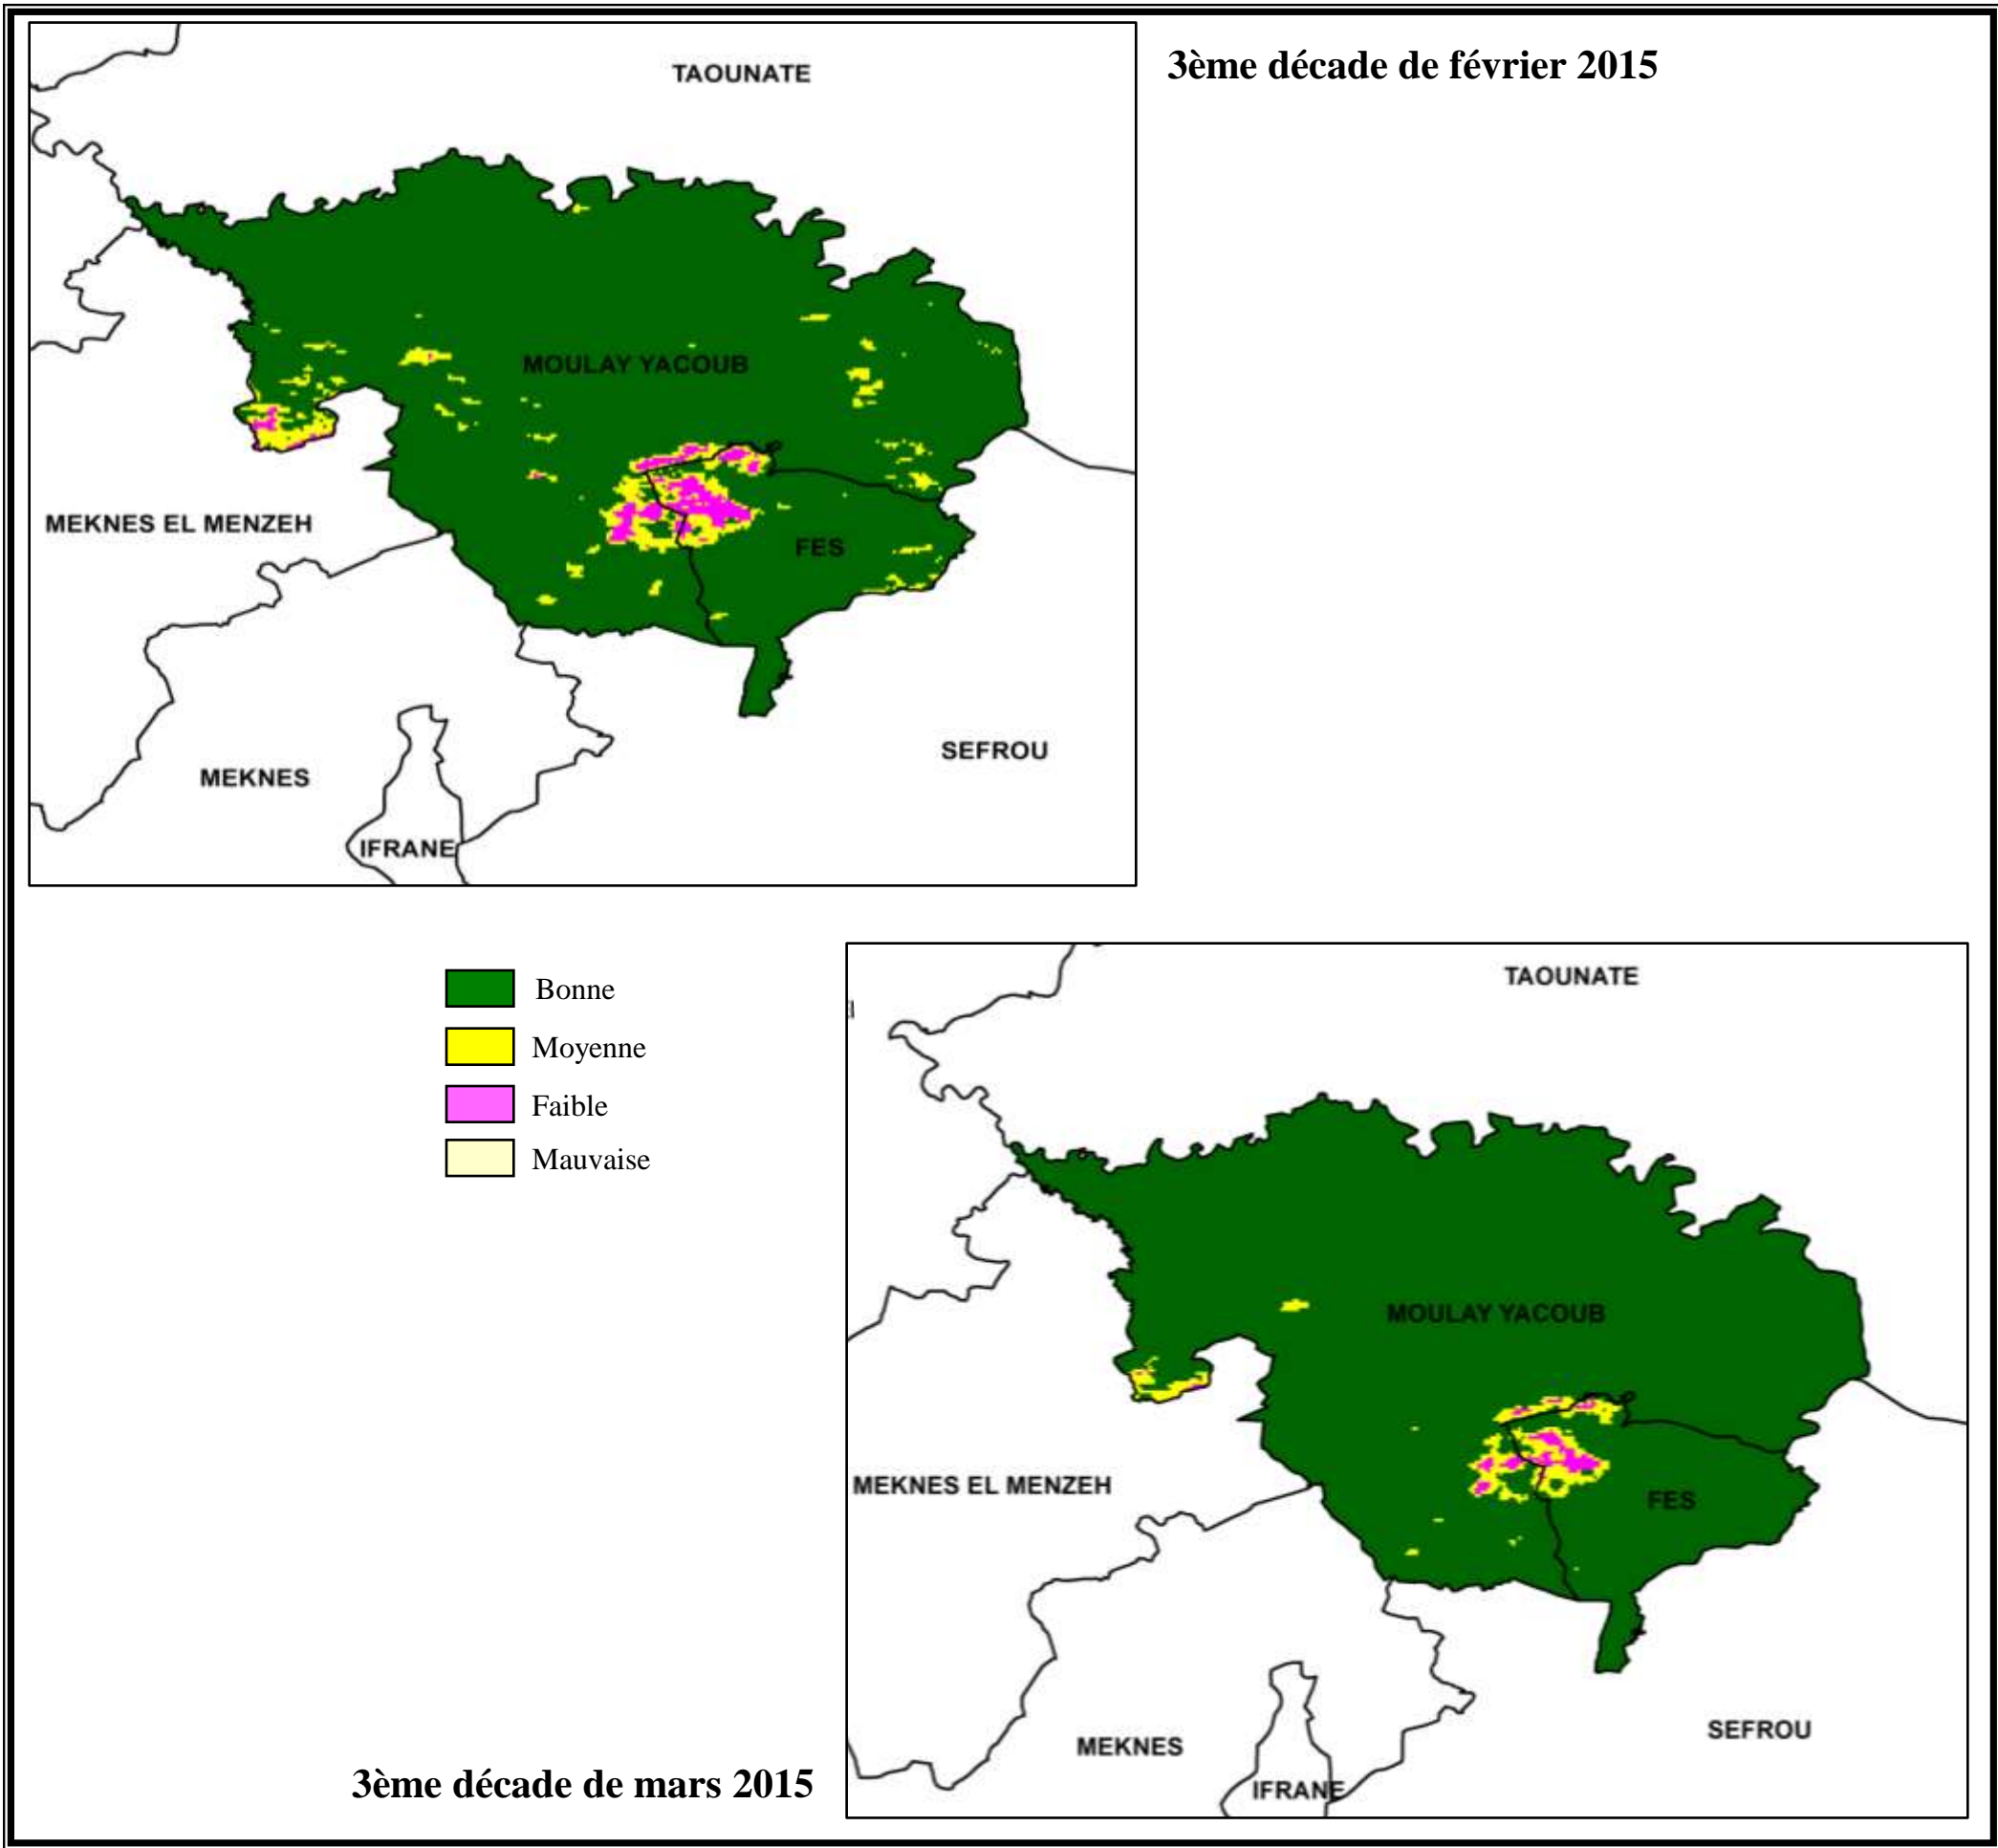 3ème décade de février 2015
TAOUNATE
MOULAY YACOUB
MEKNES EL MENZEH
FES
SEFROU
MEKNES
IFRANE
Bonne
Moyenne
Faible
Mauvaise
TAOUNATE
MOULAY YACOUB
MEKNES EL MENZEH
FES
SEFROU
MEKNES
IFRANE
3ème décade de mars 2015